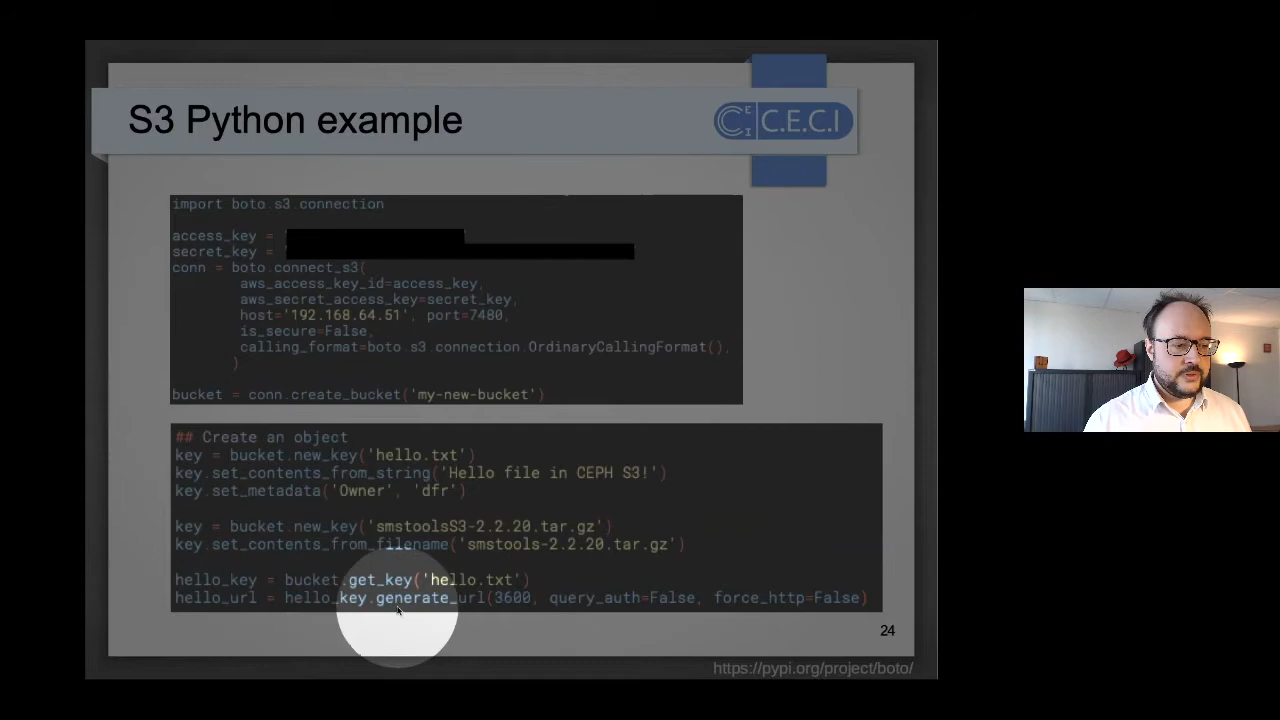 S3 Python example
C E C I C.E.C.I
import boto.s3.connection
access_key = '
secret_key = '
conn = boto.connect_s3(
aws_access_key_id=access_key,
aws_secret_access_key=secret_key,
host='192.168.64.51', port=7480,
is_secure=False,
calling_format=boto.s3.connection.OrdinaryCallingFormat(),
)
bucket = conn.create_bucket('my-new-bucket')
## Create an object
key = bucket.new_key('hello.txt')
key.set_contents_from_string('Hello file in CEPH S3!')
key.set_metadata('Owner', 'dfr')
key = bucket.new_key('smstoolsS3-2.2.20.tar.gz')
key.set_contents_from_filename('smstools-2.2.20.tar.gz')
hello_key = bucket.get_key('hello.txt')
hello_url = hello_key.generate_url(3600, query_auth=False, force_http=False)
24
https://pypi.org/project/boto/